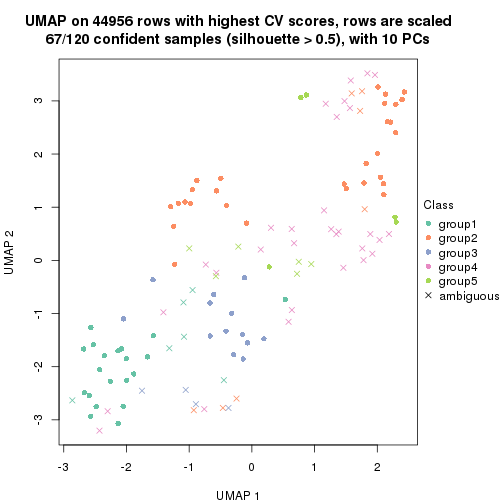 UMAP on 44956 rows with highest CV scores, rows are scaled
67/120 confident samples (silhouette > 0.5), with 10 PCs
3
2
1
0
-1
-2
-3
UMAP 2
-3
-2
-1
0
1
2
UMAP 1
Class
group1
group2
group3
group4
group5
ambiguous